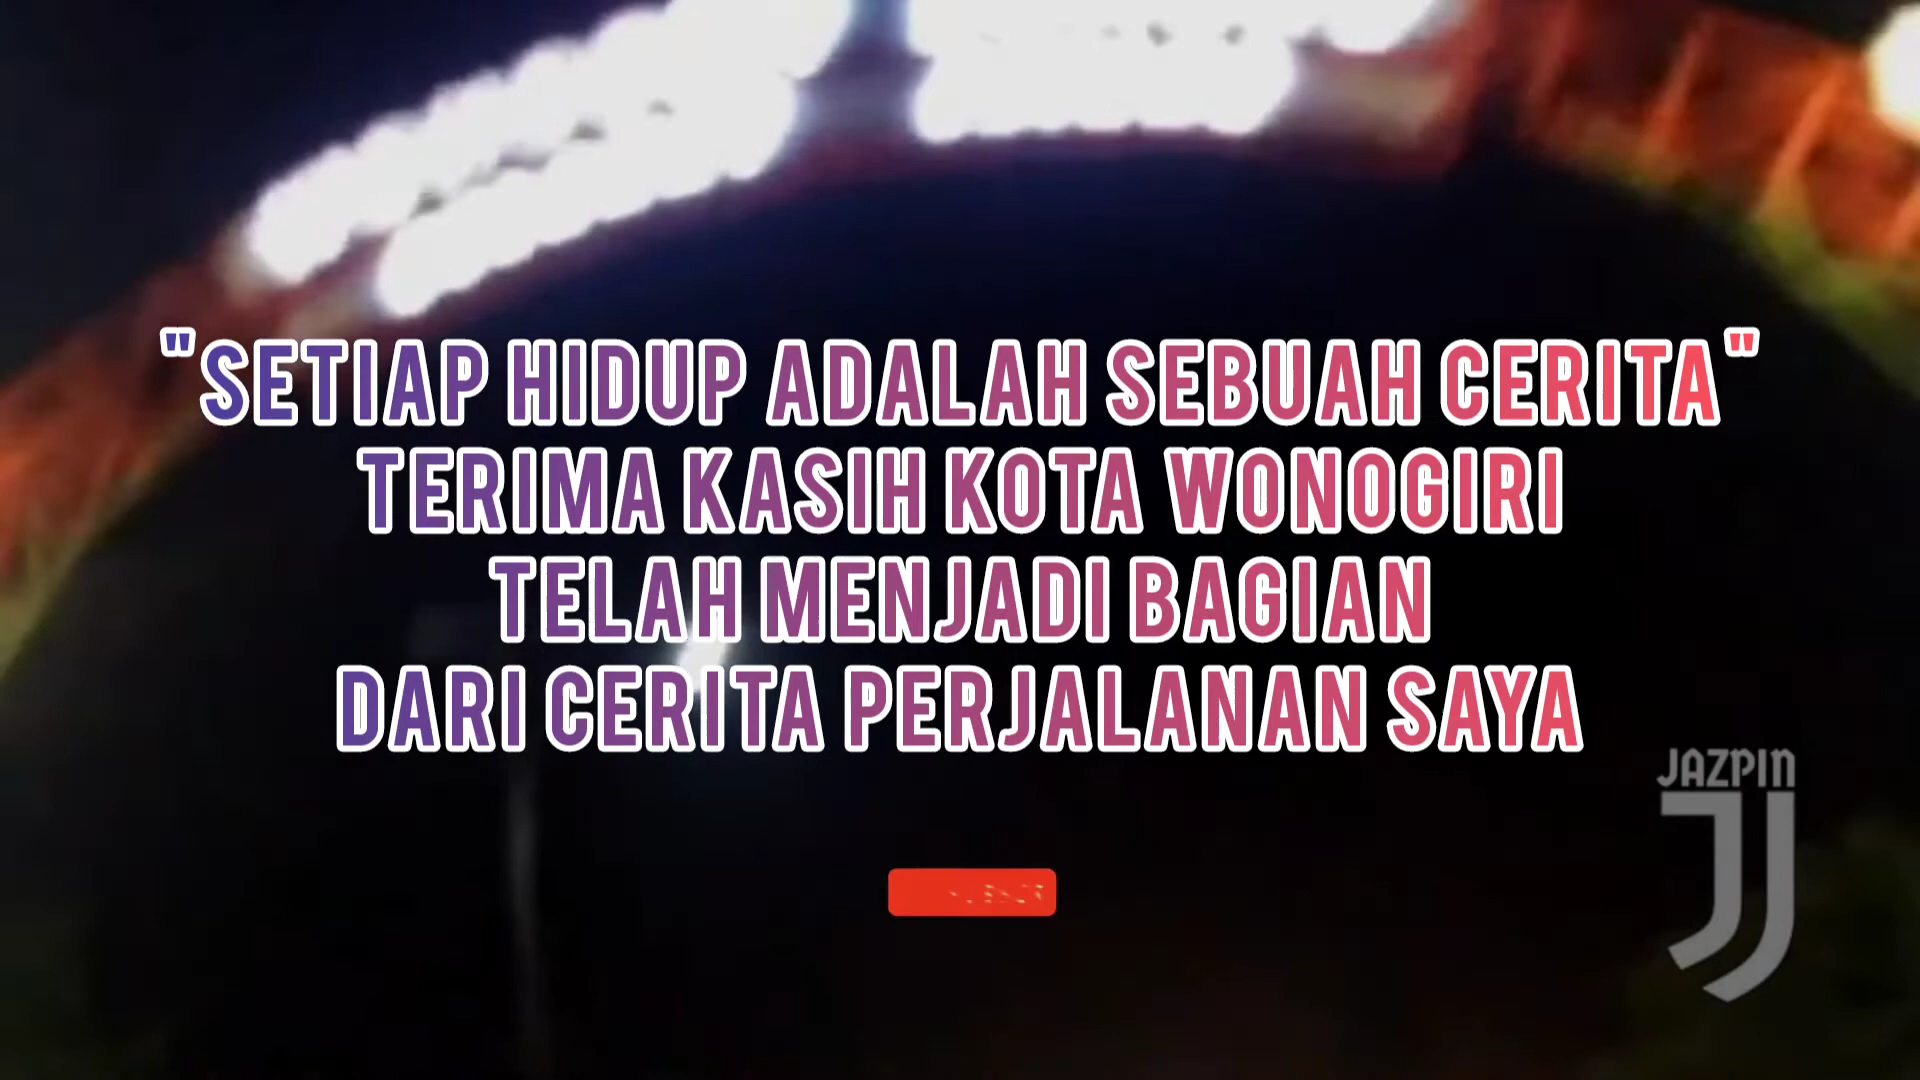 "SETIAP HIDUP ADALAH SEBUAH CERITA"
TERIMA KASIH KOTA WONOGIRI
TELAH MENJADI BAGIAN
DARI CERITA PERJALANAN SAYA
JAZPIN